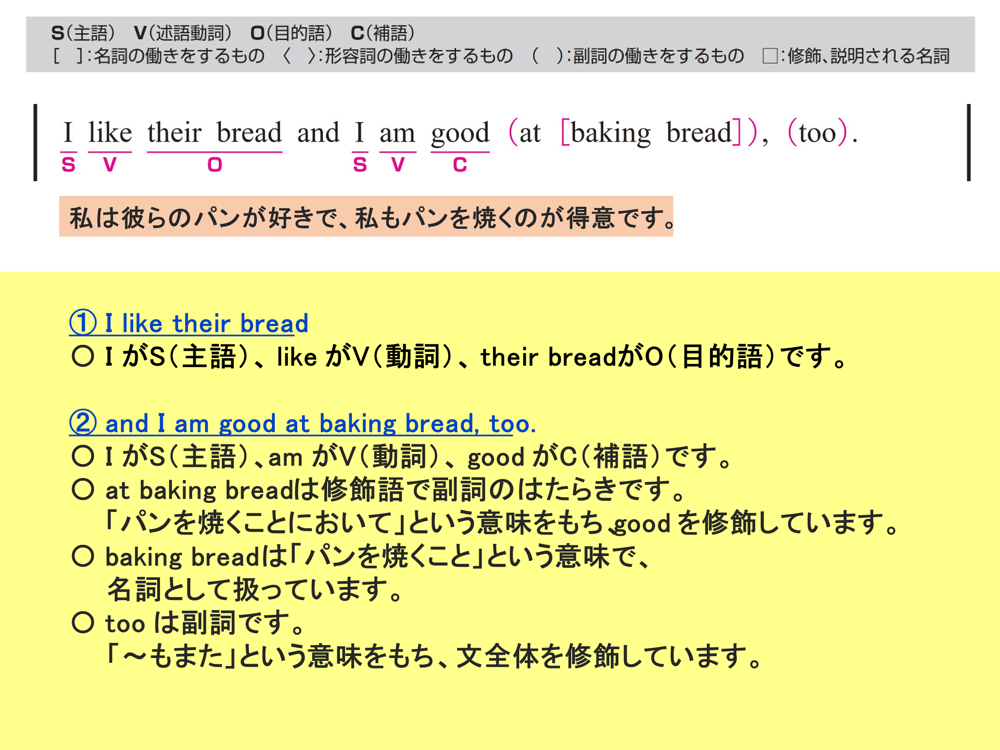 S（主語）　V（述語動詞）　O（目的語）　C（補語）
［　］：名詞の働きをするもの　〈　〉：形容詞の働きをするもの　（　）：副詞の働きをするもの　□：修飾、説明される名詞
I like their bread and I am good (at [baking bread]), (too).
S V O S V C
私は彼らのパンが好きで、私もパンを焼くのが得意です。
① I like their bread
○ I がS（主語）、like がV（動詞）、their breadがO（目的語）です。
② and I am good at baking bread, too.
○ I がS（主語）、am がV（動詞）、good がC（補語）です。
○ at baking breadは修飾語で副詞のはたらきです。
「パンを焼くことにおいて」という意味をもち、good を修飾しています。
○ baking breadは「パンを焼くこと」という意味で、
名詞として扱っています。
○ too は副詞です。
「～もまた」という意味をもち、文全体を修飾しています。